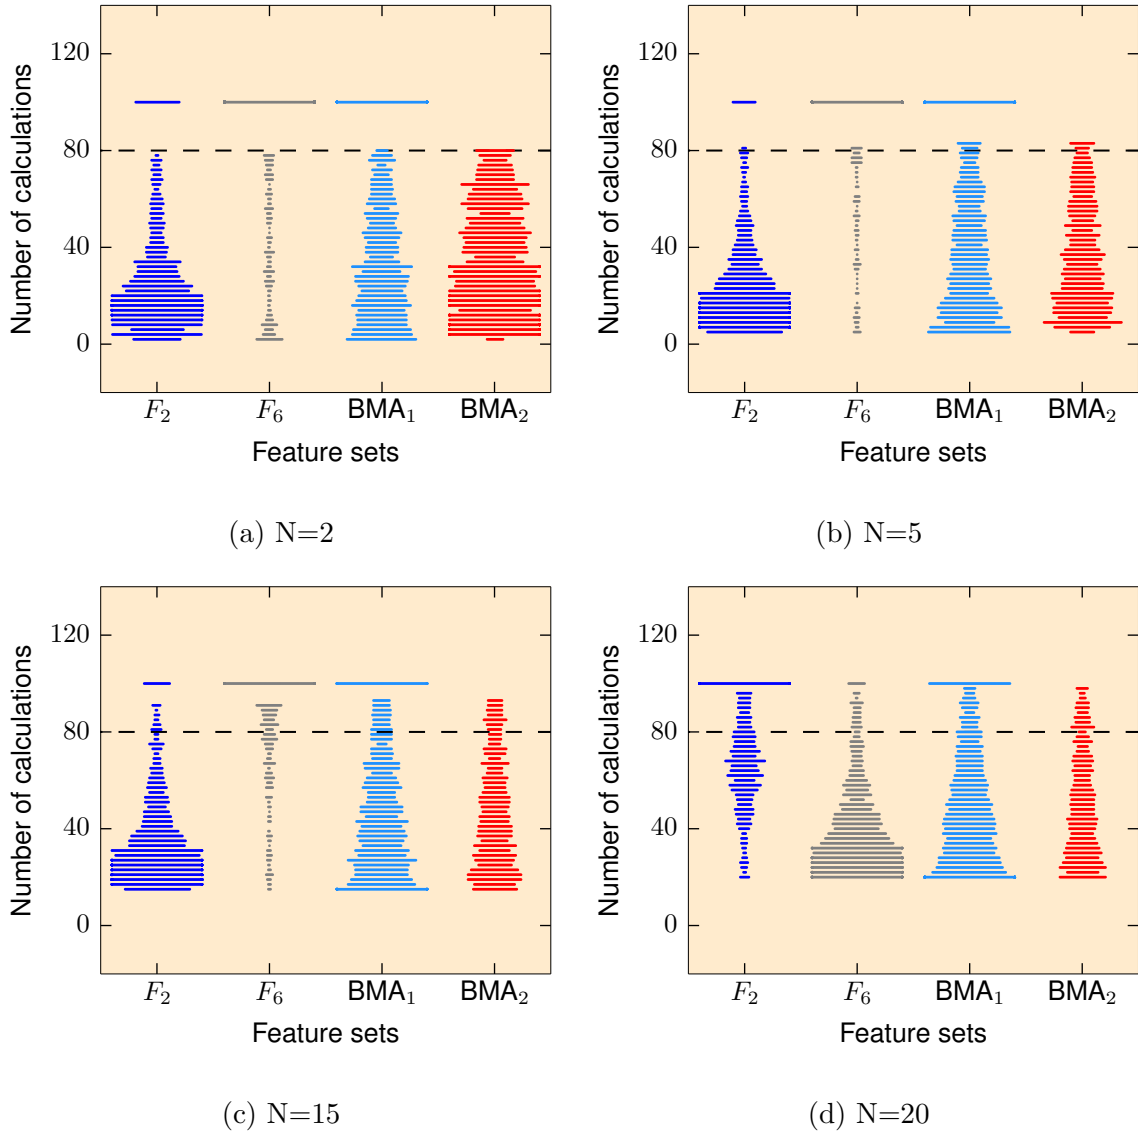 Number of calculations
120
80
40
0
F₂ F₆ BMA₁ BMA₂
Feature sets
(a) N=2
Number of calculations
120
80
40
0
F₂ F₆ BMA₁ BMA₂
Feature sets
(b) N=5
Number of calculations
120
80
40
0
F₂ F₆ BMA₁ BMA₂
Feature sets
(c) N=15
Number of calculations
120
80
40
0
F₂ F₆ BMA₁ BMA₂
Feature sets
(d) N=20